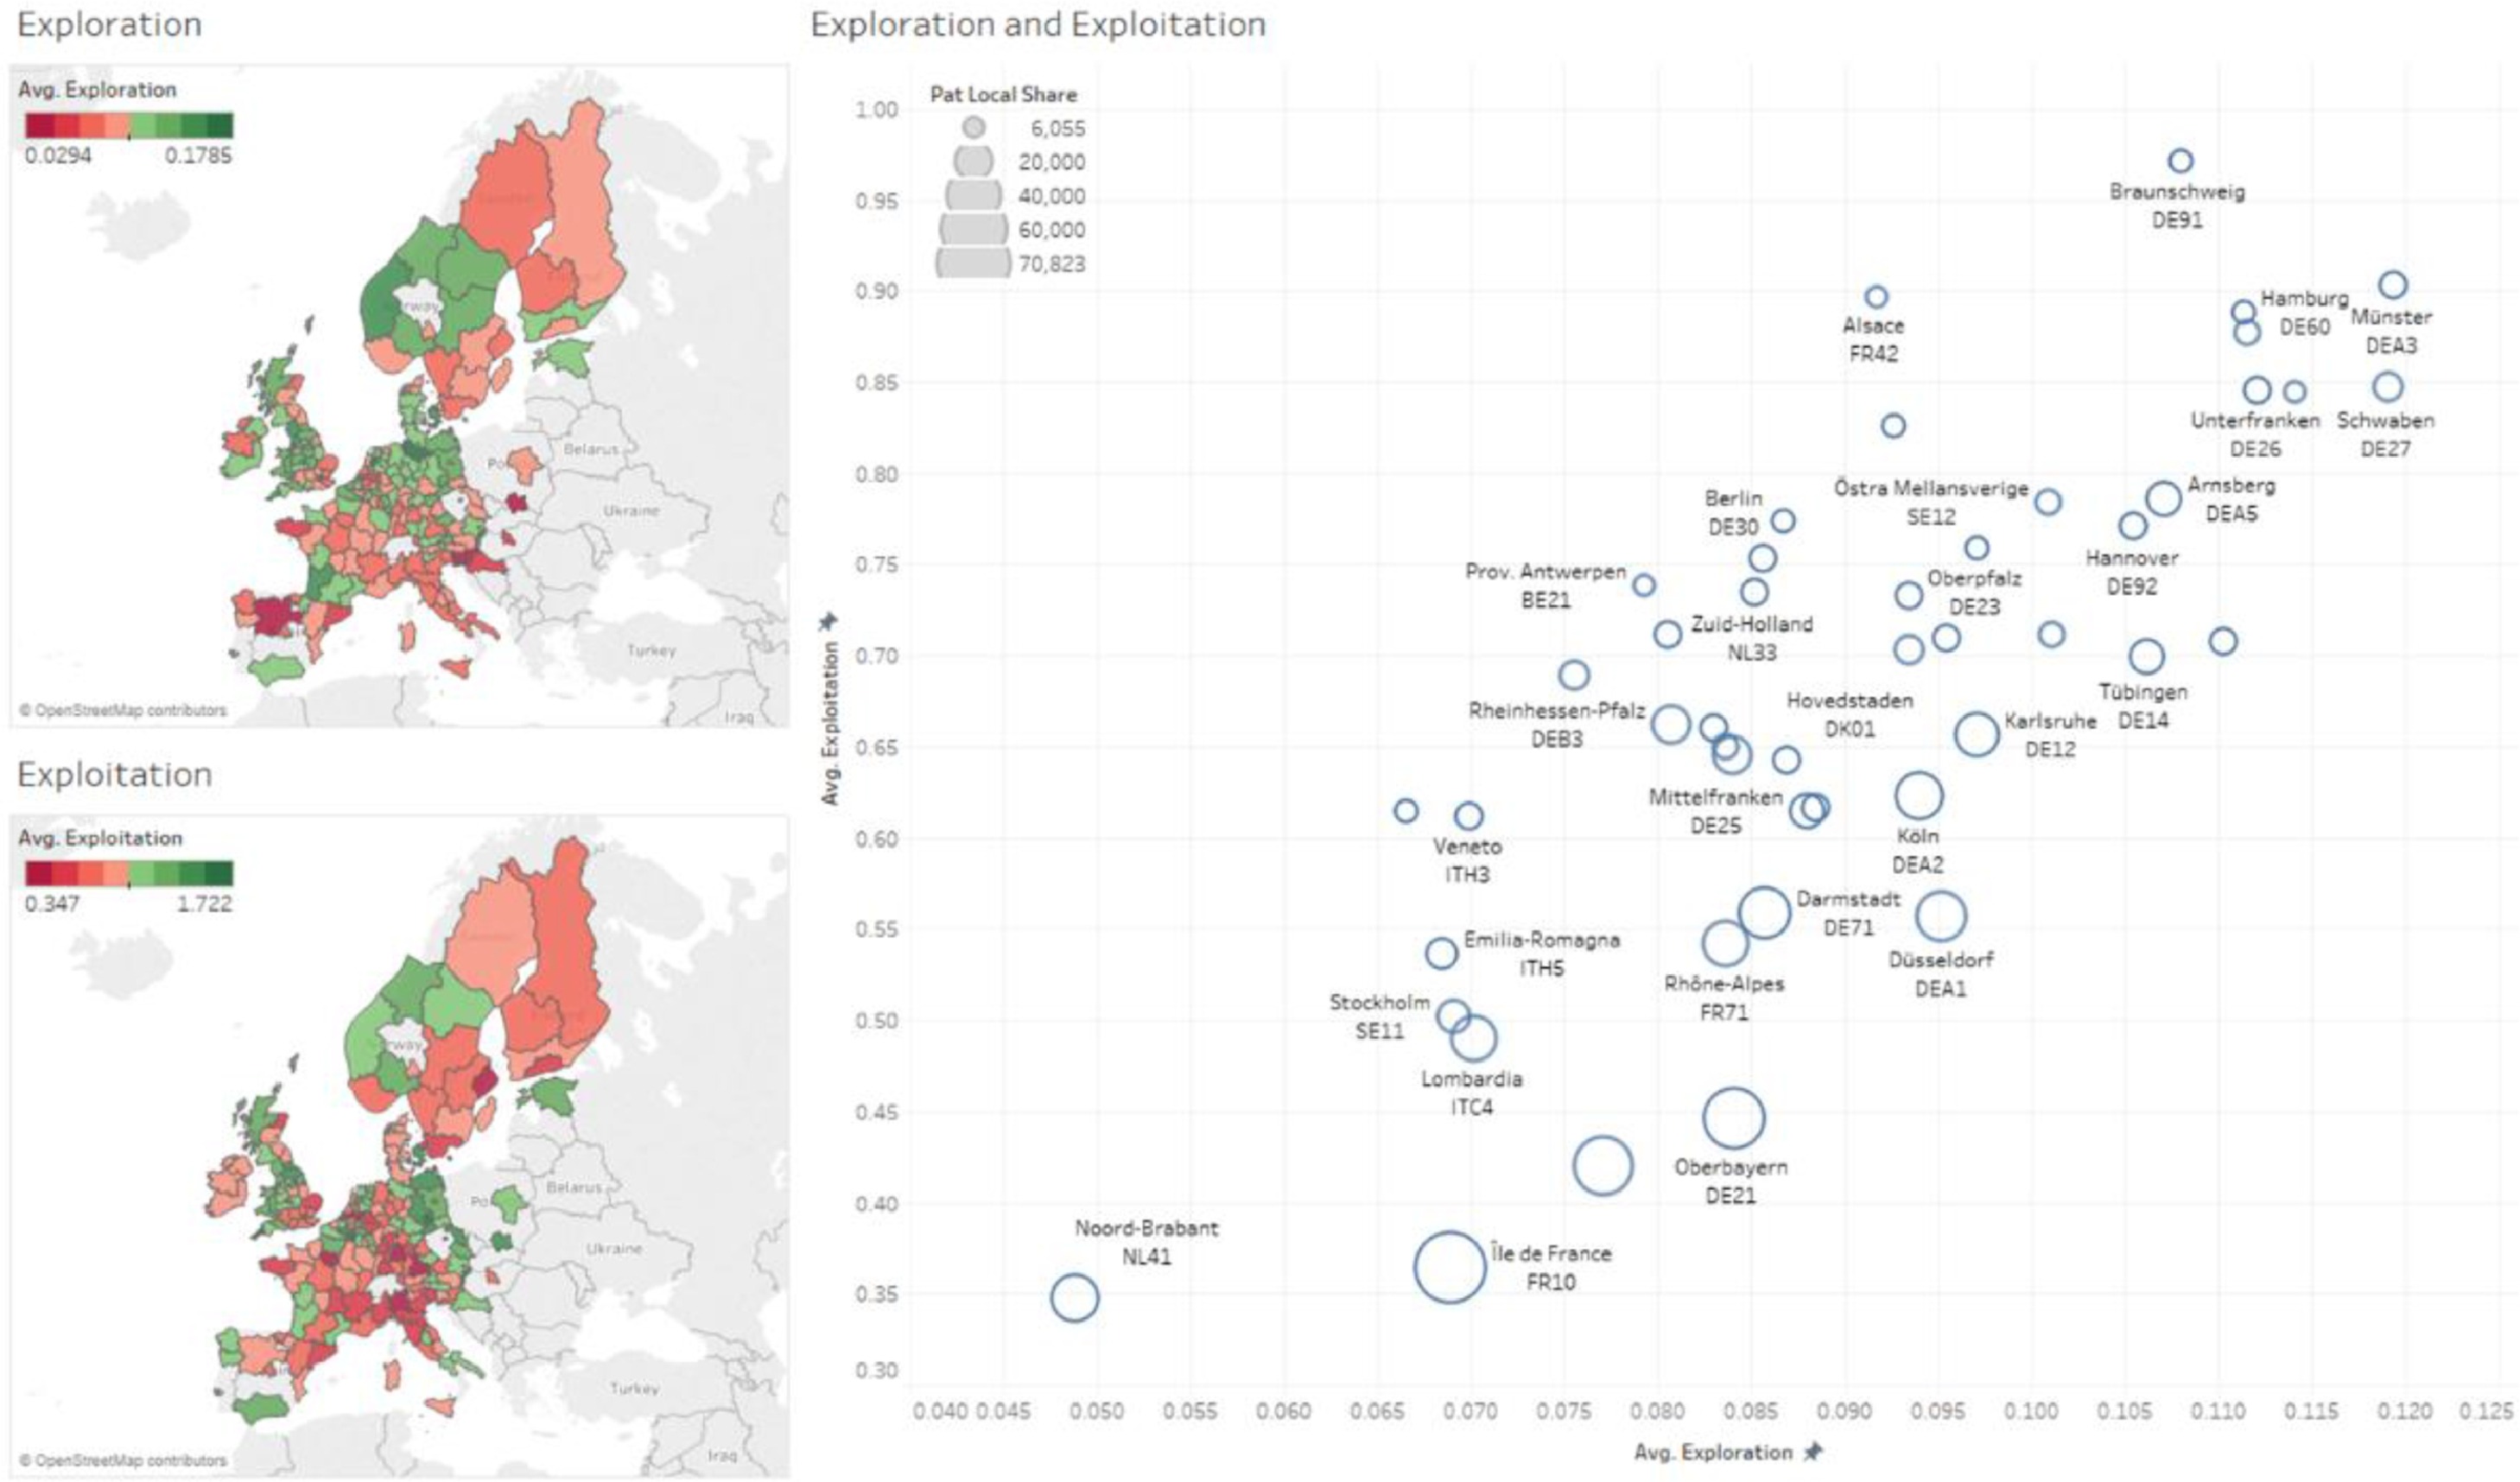 Exploration
Avg. Exploration
0.0294 0.1785
rway
Po
Belarus
Ukraine
Turkey
Iraq
© OpenStreetMap contributors
Exploitation
Avg. Exploitation
0.347 1.722
rway
Po
Belarus
Ukraine
Turkey
Iraq
© OpenStreetMap contributors
Exploration and Exploitation
Pat Local Share
6,055
20,000
40,000
60,000
70,823
Avg. Exploitation
1.00
0.95
0.90
0.85
0.80
0.75
0.70
0.65
0.60
0.55
0.50
0.45
0.40
0.35
0.30
Braunschweig
DE91
Alsace
FR42
Hamburg
DE60
Münster
DEA3
Unterfranken
DE26
Schwaben
DE27
Östra Mellansverige
SE12
Arnsberg
DEA5
Berlin
DE30
Hannover
DE92
Prov. Antwerpen
BE21
Oberpfalz
DE23
Zuid-Holland
NL33
Tübingen
DE14
Rheinhessen-Pfalz
DEB3
Hovedstaden
DK01
Karlsruhe
DE12
Mittelfranken
DE25
Köln
DEA2
Veneto
ITH3
Darmstadt
DE71
Emilia-Romagna
ITH5
Düsseldorf
DEA1
Rhône-Alpes
FR71
Stockholm
SE11
Lombardia
ITC4
Oberbayern
DE21
Noord-Brabant
NL41
Île de France
FR10
0.040 0.045 0.050 0.055 0.060 0.065 0.070 0.075 0.080 0.085 0.090 0.095 0.100 0.105 0.110 0.115 0.120 0.125
Avg. Exploration